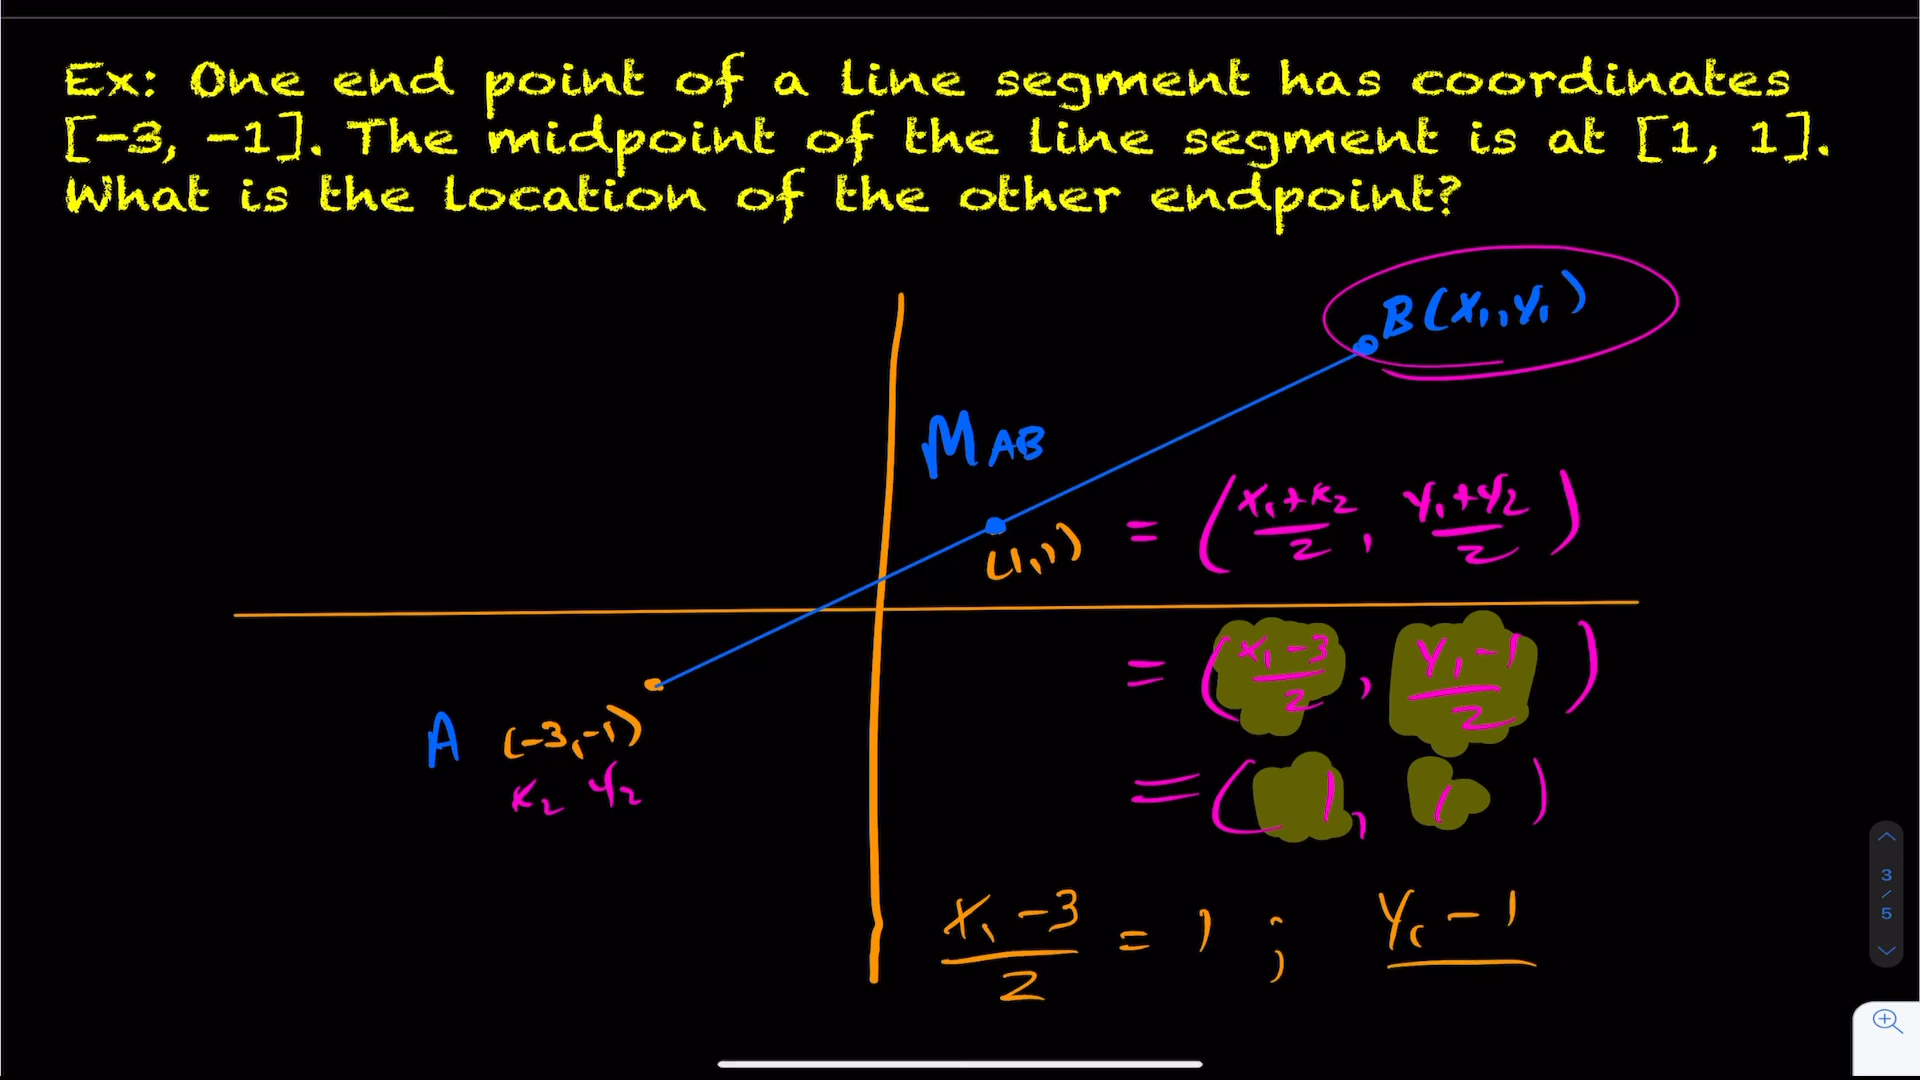 Ex: One end point of a line segment has coordinates
[-3, -1]. The midpoint of the line segment is at [1, 1].
What is the location of the other endpoint?
B(x₁, y₁)
M_AB
(1,1) = ((x₁+x₂)/2, (y₁+y₂)/2)
= ((x₁-3)/2, (y₁-1)/2)
A (-3,-1)
x₂ y₂
= (1, 1)
(x₁-3)/2 = 1 ; y₁-1
3
/
5